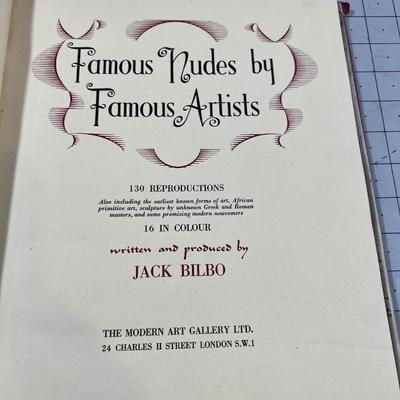 Famous Nudes by
Famous Artists
130 REPRODUCTIONS
Also including the earliest known forms of art, African
primitive art, sculpture by unknown Greek and Roman
masters, and some promising modern newcomers
16 IN COLOUR
written and produced by
JACK BILBO
THE MODERN ART GALLERY LTD.
24 CHARLES II STREET LONDON S.W.1